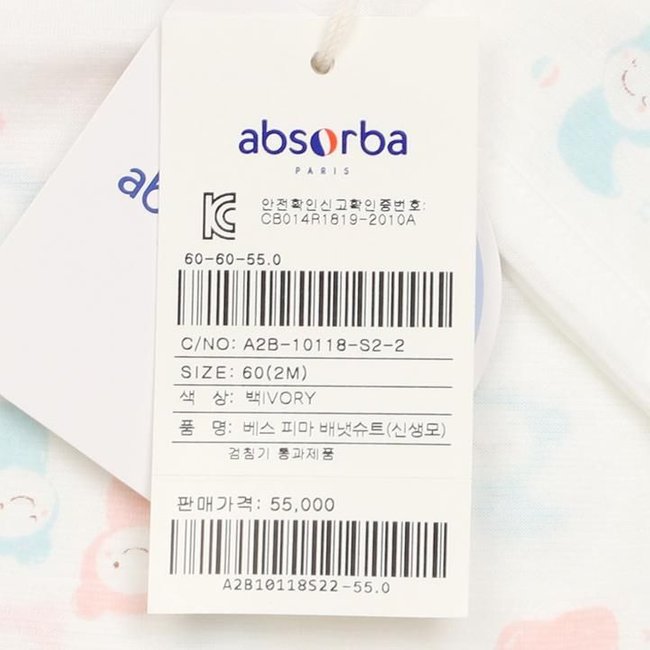 absorba
PARIS
ab
안전확인신고확인증번호:
CB014R1819-2010A
60-60-55.0
C/NO: A2B-10118-S2-2
SIZE: 60(2M)
색 상: 백IVORY
품 명: 베스 피마 배냇슈트(신생모)
검침기 통과제품
판매가격: 55,000
A2B10118S22-55.0